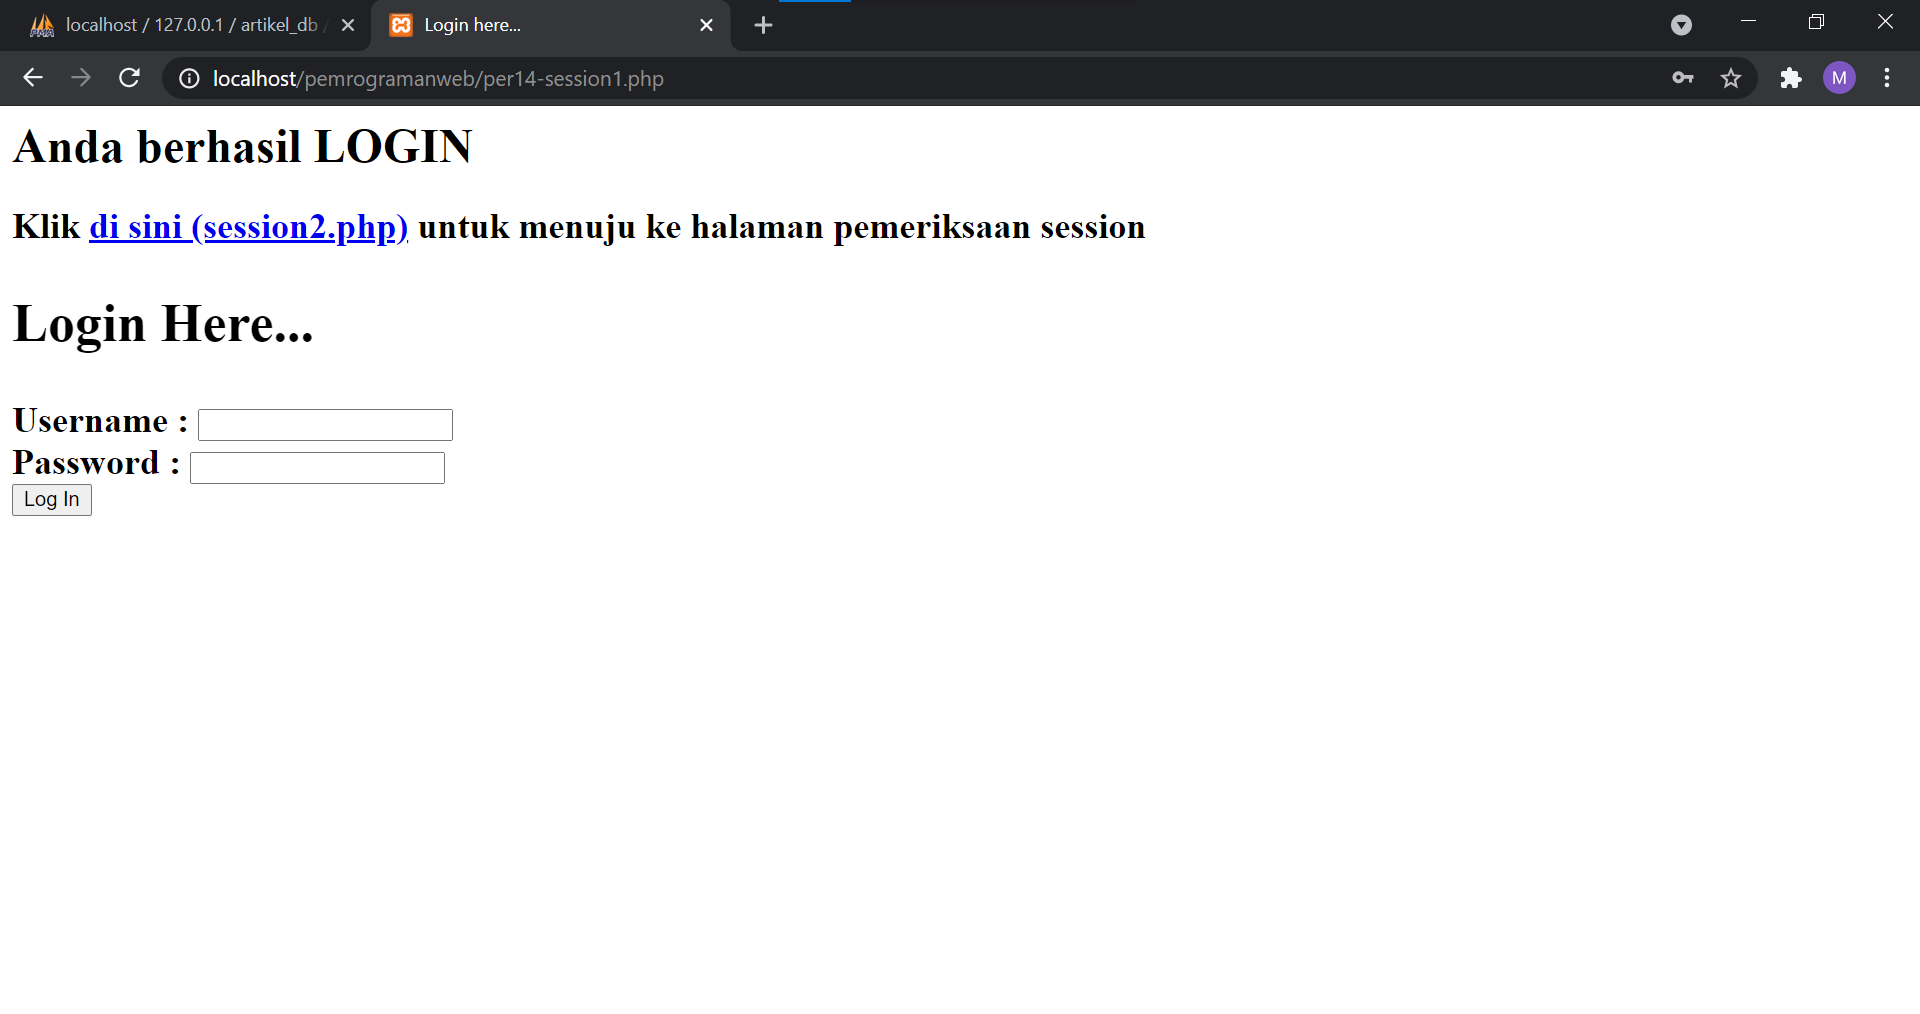 localhost / 127.0.0.1 / artikel_db /
Login here...
localhost/pemrogramanweb/per14-session1.php
M
Anda berhasil LOGIN
Klik di sini (session2.php) untuk menuju ke halaman pemeriksaan session
Login Here...
Username :
Password :
Log In